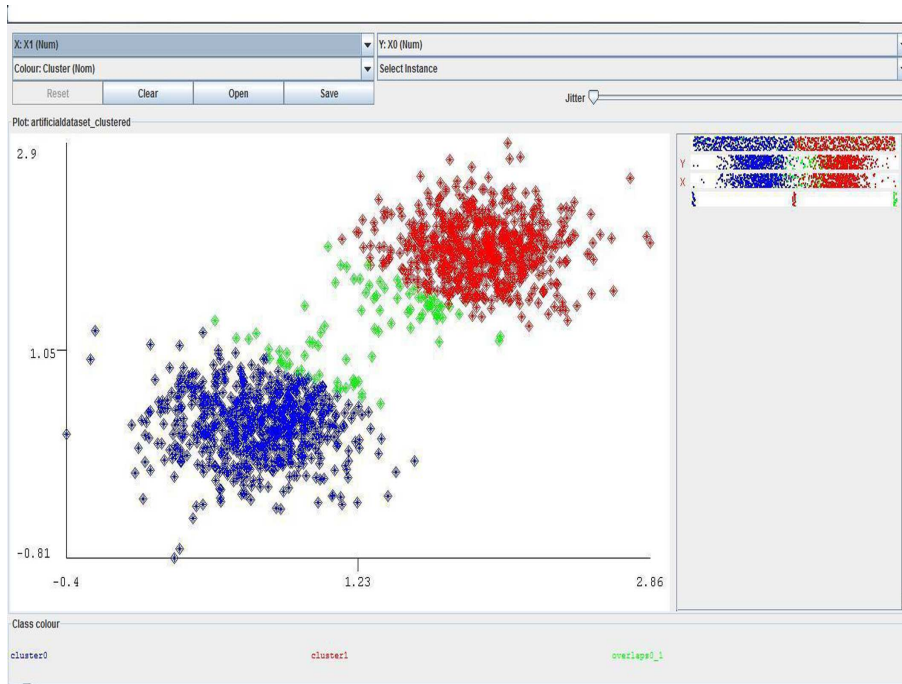 X: X1 (Num) Y: X0 (Num)
Colour: Cluster (Nom) Select Instance
Reset Clear Open Save Jitter
Plot: artificialdataset_clustered
2.9
Y
X
1.05
-0.81
-0.4 1.23 2.86
Class colour
cluster0 cluster1 overlaps0_1